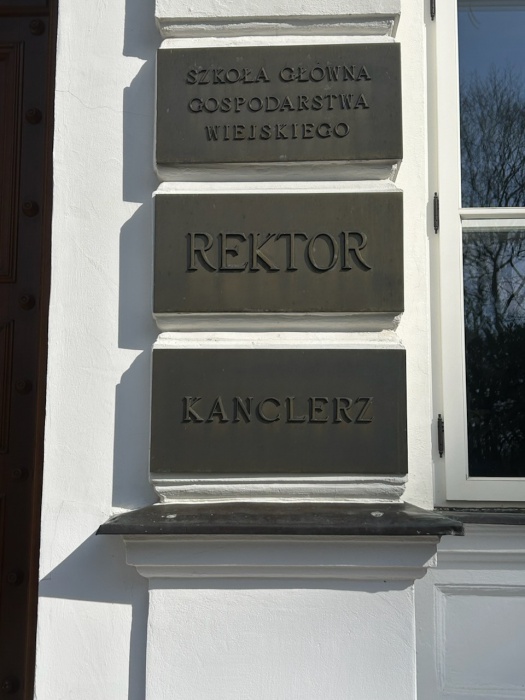 SZKOŁA GŁÓWNA
GOSPODARSTWA
WIEJSKIEGO
REKTOR
KANCLERZ